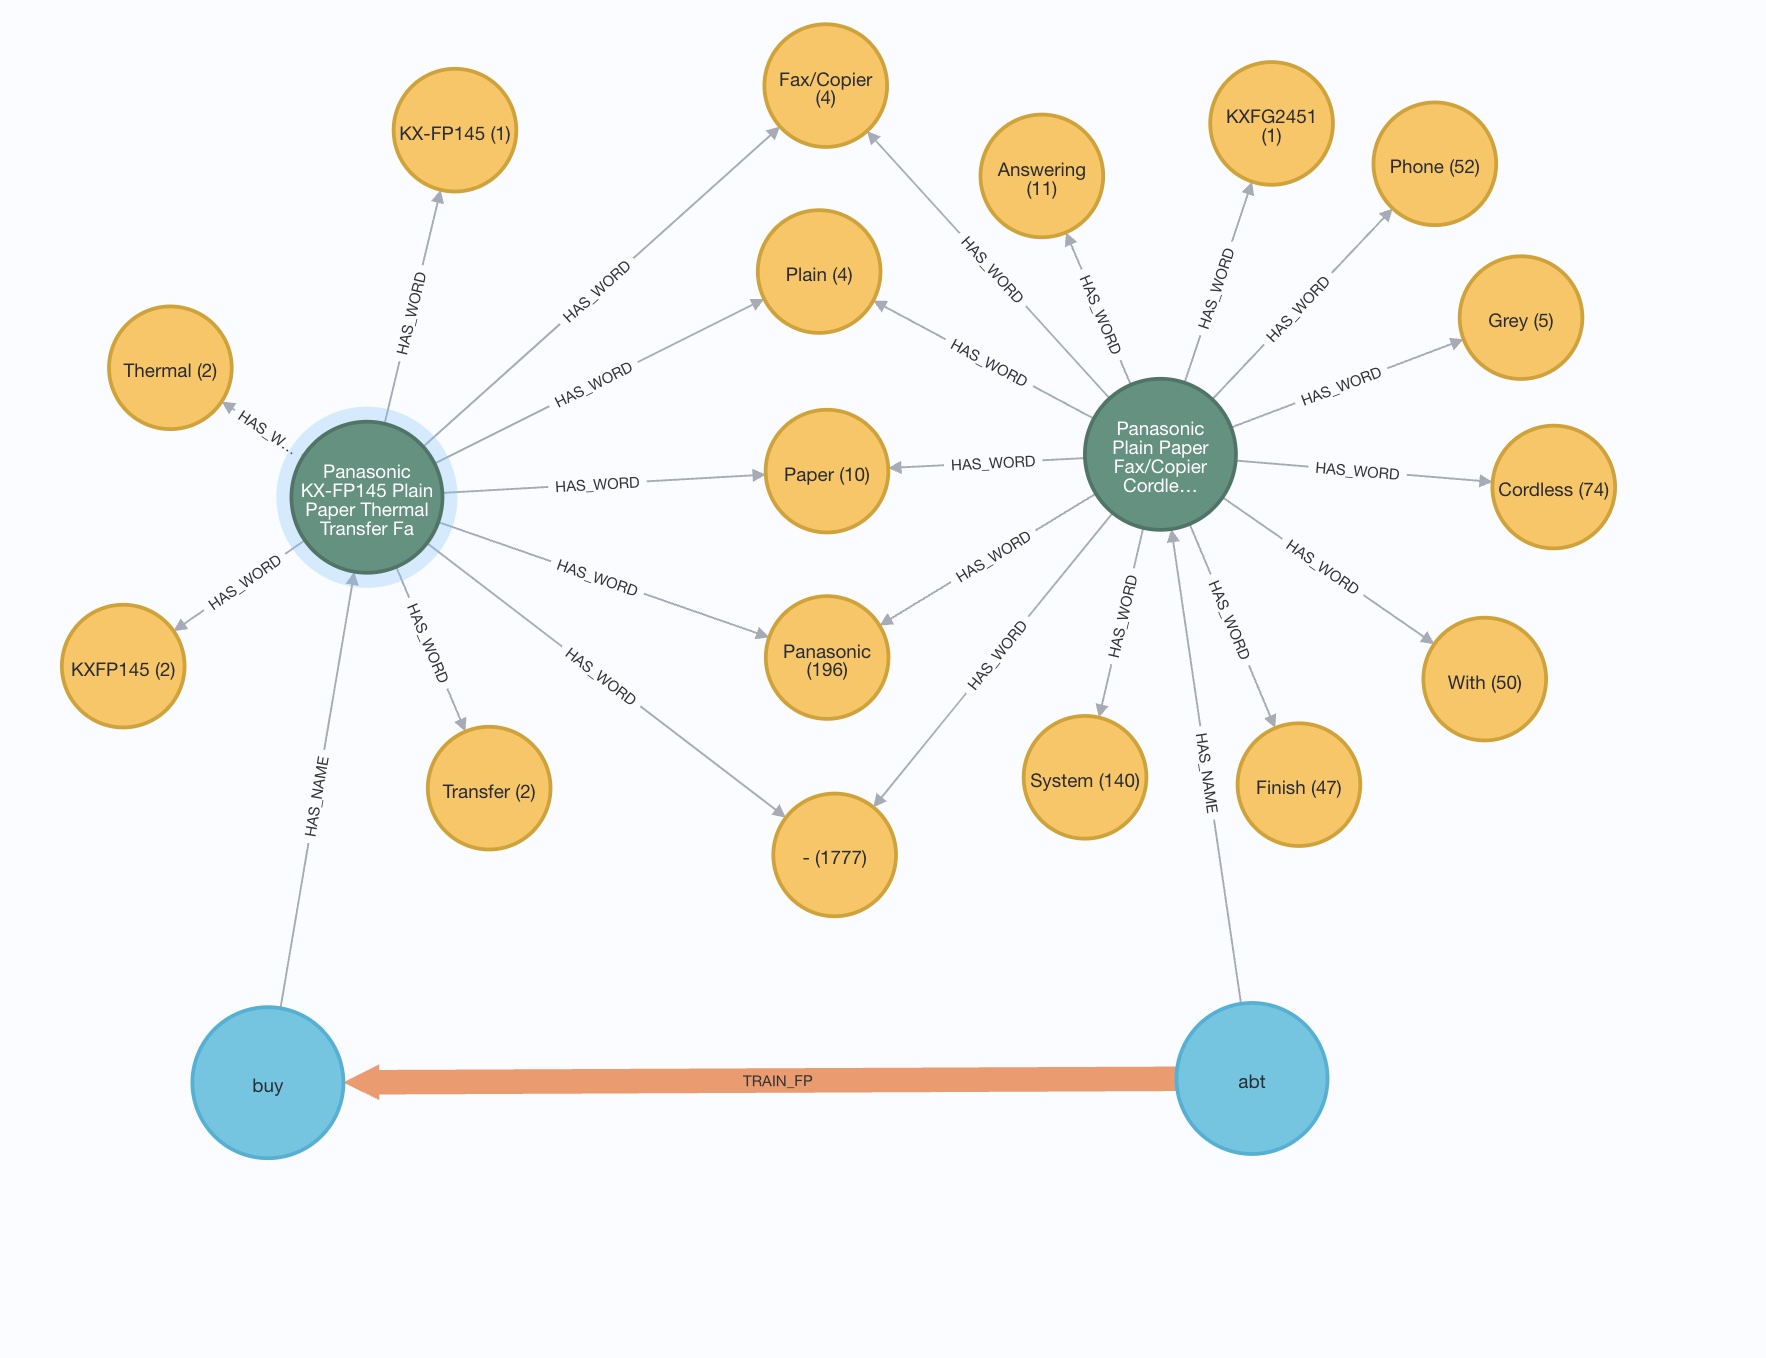 Fax/Copier
(4)
KX-FP145 (1)
KXFG2451
(1)
Answering
(11)
Phone (52)
Plain (4)
Grey (5)
Thermal (2)
HAS_WORD
HAS_WORD
HAS_WORD
HAS_WORD
HAS_WORD
HAS_WORD
HAS_WORD
HAS_WORD
HAS_WORD
HAS_W...
Panasonic
KX-FP145 Plain
Paper Thermal
Transfer Fa
Panasonic
Plain Paper
Fax/Copier
Cordle...
HAS_WORD
Paper (10)
HAS_WORD
HAS_WORD
Cordless (74)
HAS_WORD
HAS_WORD
HAS_WORD
HAS_WORD
HAS_WORD
HAS_WORD
HAS_WORD
HAS_WORD
HAS_WORD
HAS_WORD
KXFP145 (2)
Panasonic
(196)
With (50)
Transfer (2)
System (140)
Finish (47)
HAS_NAME
HAS_NAME
- (1777)
buy
TRAIN_FP
abt